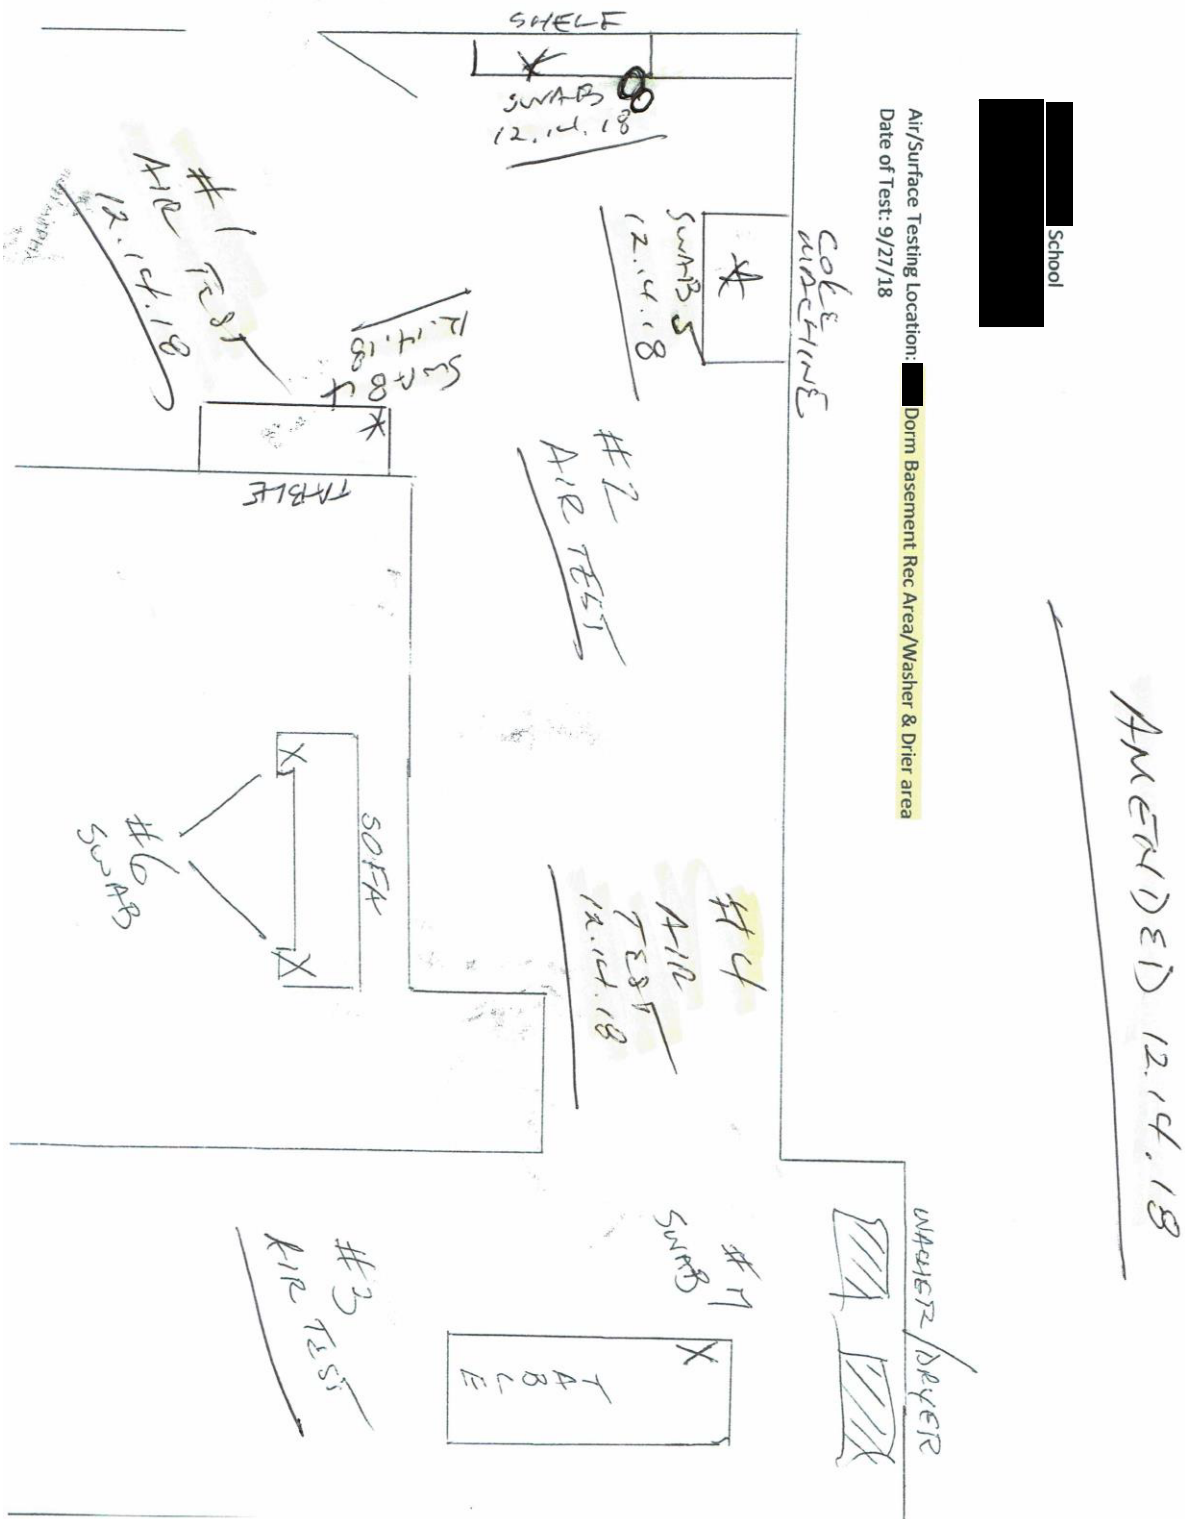 School
Air/Surface Testing Location: Dorm Basement Rec Area/Washer & Drier area
Date of Test: 9/27/18
AMENDED 12.14.18
SHELF
SWAB 8
12.14.18
COKE
MACHINE
SWAB 5
12.14.18
#1
AIR TEST
12.14.18
SWAB 4
12.14.18
TABLE
#2
AIR TEST
#4
AIR
TEST
12.14.18
SOFA
X
X
#6
SWAB
WASHER/DRYER
#7
SWAB
X
TABLE
#3
AIR TEST